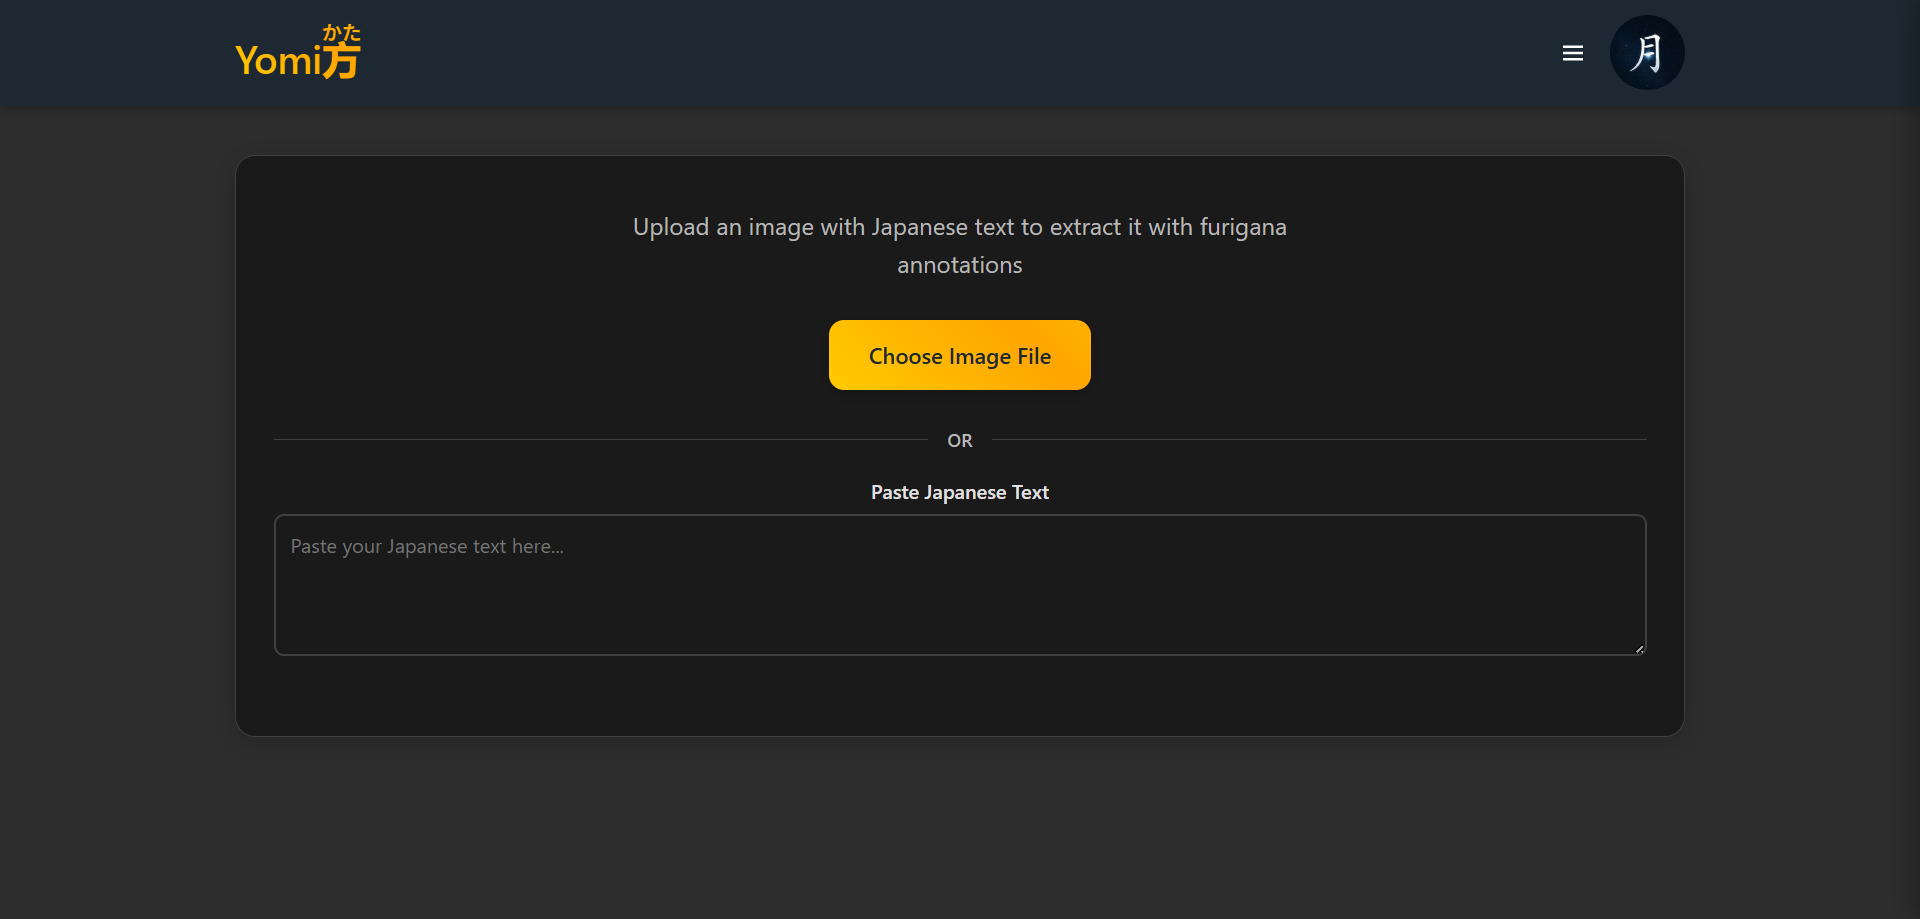 かた
Yomi方
月
Upload an image with Japanese text to extract it with furigana
annotations
Choose Image File
OR
Paste Japanese Text
Paste your Japanese text here...